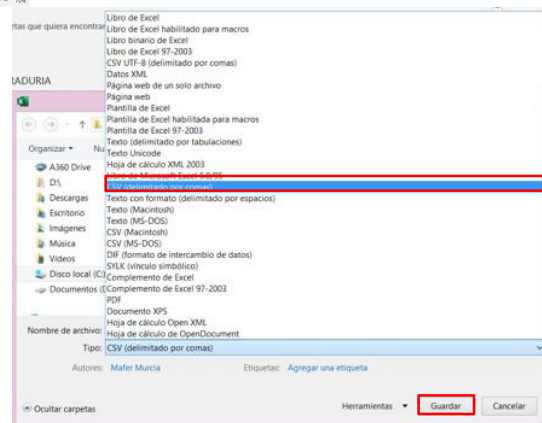 etas que quiera encontrar
Libro de Excel
Libro de Excel habilitado para macros
Libro binario de Excel
Libro de Excel 97-2003
CSV UTF-8 (delimitado por comas)
Datos XML
Página web de un solo archivo
RADURIA
Página web
Plantilla de Excel
Plantilla de Excel habilitada para macros
Plantilla de Excel 97-2003
Texto (delimitado por tabulaciones)
Organizar Nu
Texto Unicode
Hoja de cálculo XML 2003
A360 Drive
Libro de Microsoft Excel 5.0/95
D:\
CSV (delimitado por comas)
Descargas
Texto con formato (delimitado por espacios)
Escritorio
Texto (Macintosh)
Texto (MS-DOS)
Imágenes
CSV (Macintosh)
Música
CSV (MS-DOS)
Videos
DIF (formato de intercambio de datos)
SYLK (vínculo simbólico)
Disco local (C:)
Complemento de Excel
Documentos (
Complemento de Excel 97-2003
PDF
Documento XPS
Hoja de cálculo Open XML
Nombre de archivo:
Hoja de cálculo de OpenDocument
Tipo: CSV (delimitado por comas)
Autores: Mafer Murcia Etiquetas: Agregar una etiqueta
Ocultar carpetas Herramientas Guardar Cancelar